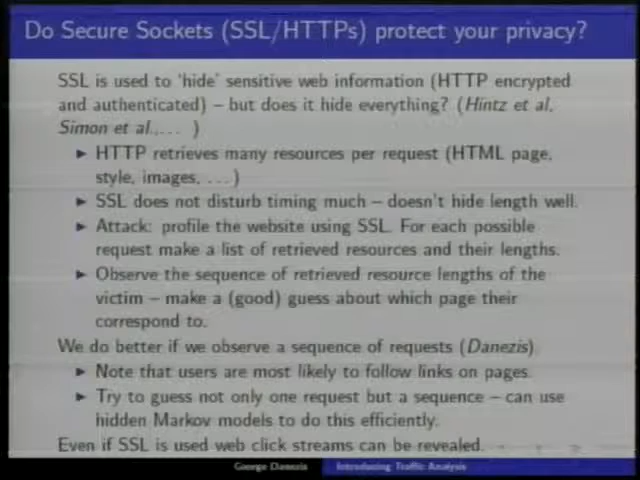 Do Secure Sockets (SSL/HTTPs) protect your privacy?
SSL is used to 'hide' sensitive web information (HTTP encrypted
and authenticated) – but does it hide everything? (Hintz et al,
Simon et al.,... )
► HTTP retrieves many resources per request (HTML page,
style, images, ...)
► SSL does not disturb timing much – doesn't hide length well.
► Attack: profile the website using SSL. For each possible
request make a list of retrieved resources and their lengths.
► Observe the sequence of retrieved resource lengths of the
victim – make a (good) guess about which page their
correspond to.
We do better if we observe a sequence of requests (Danezis)
► Note that users are most likely to follow links on pages.
► Try to guess not only one request but a sequence – can use
hidden Markov models to do this efficiently.
Even if SSL is used web click streams can be revealed.
George Danezis Introducing Traffic Analysis